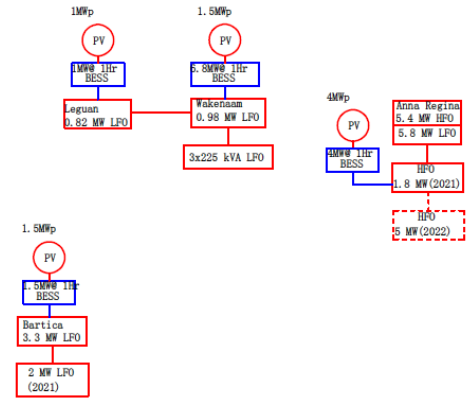 1MWp
PV
1MW@ 1Hr
BESS
Leguan
0.82 MW LFO
1.5MWp
PV
5.8MW@ 1Hr
BESS
Wakenaam
0.98 MW LFO
3x225 kVA LFO
4MWp
PV
4MW@ 1Hr
BESS
Anna Regina
5.4 MW HFO
5.8 MW LFO
HFO
1.8 MW(2021)
HFO
5 MW(2022)
1.5MWp
PV
1.5MW@ 1Hr
BESS
Bartica
3.3 MW LFO
2 MW LFO
(2021)